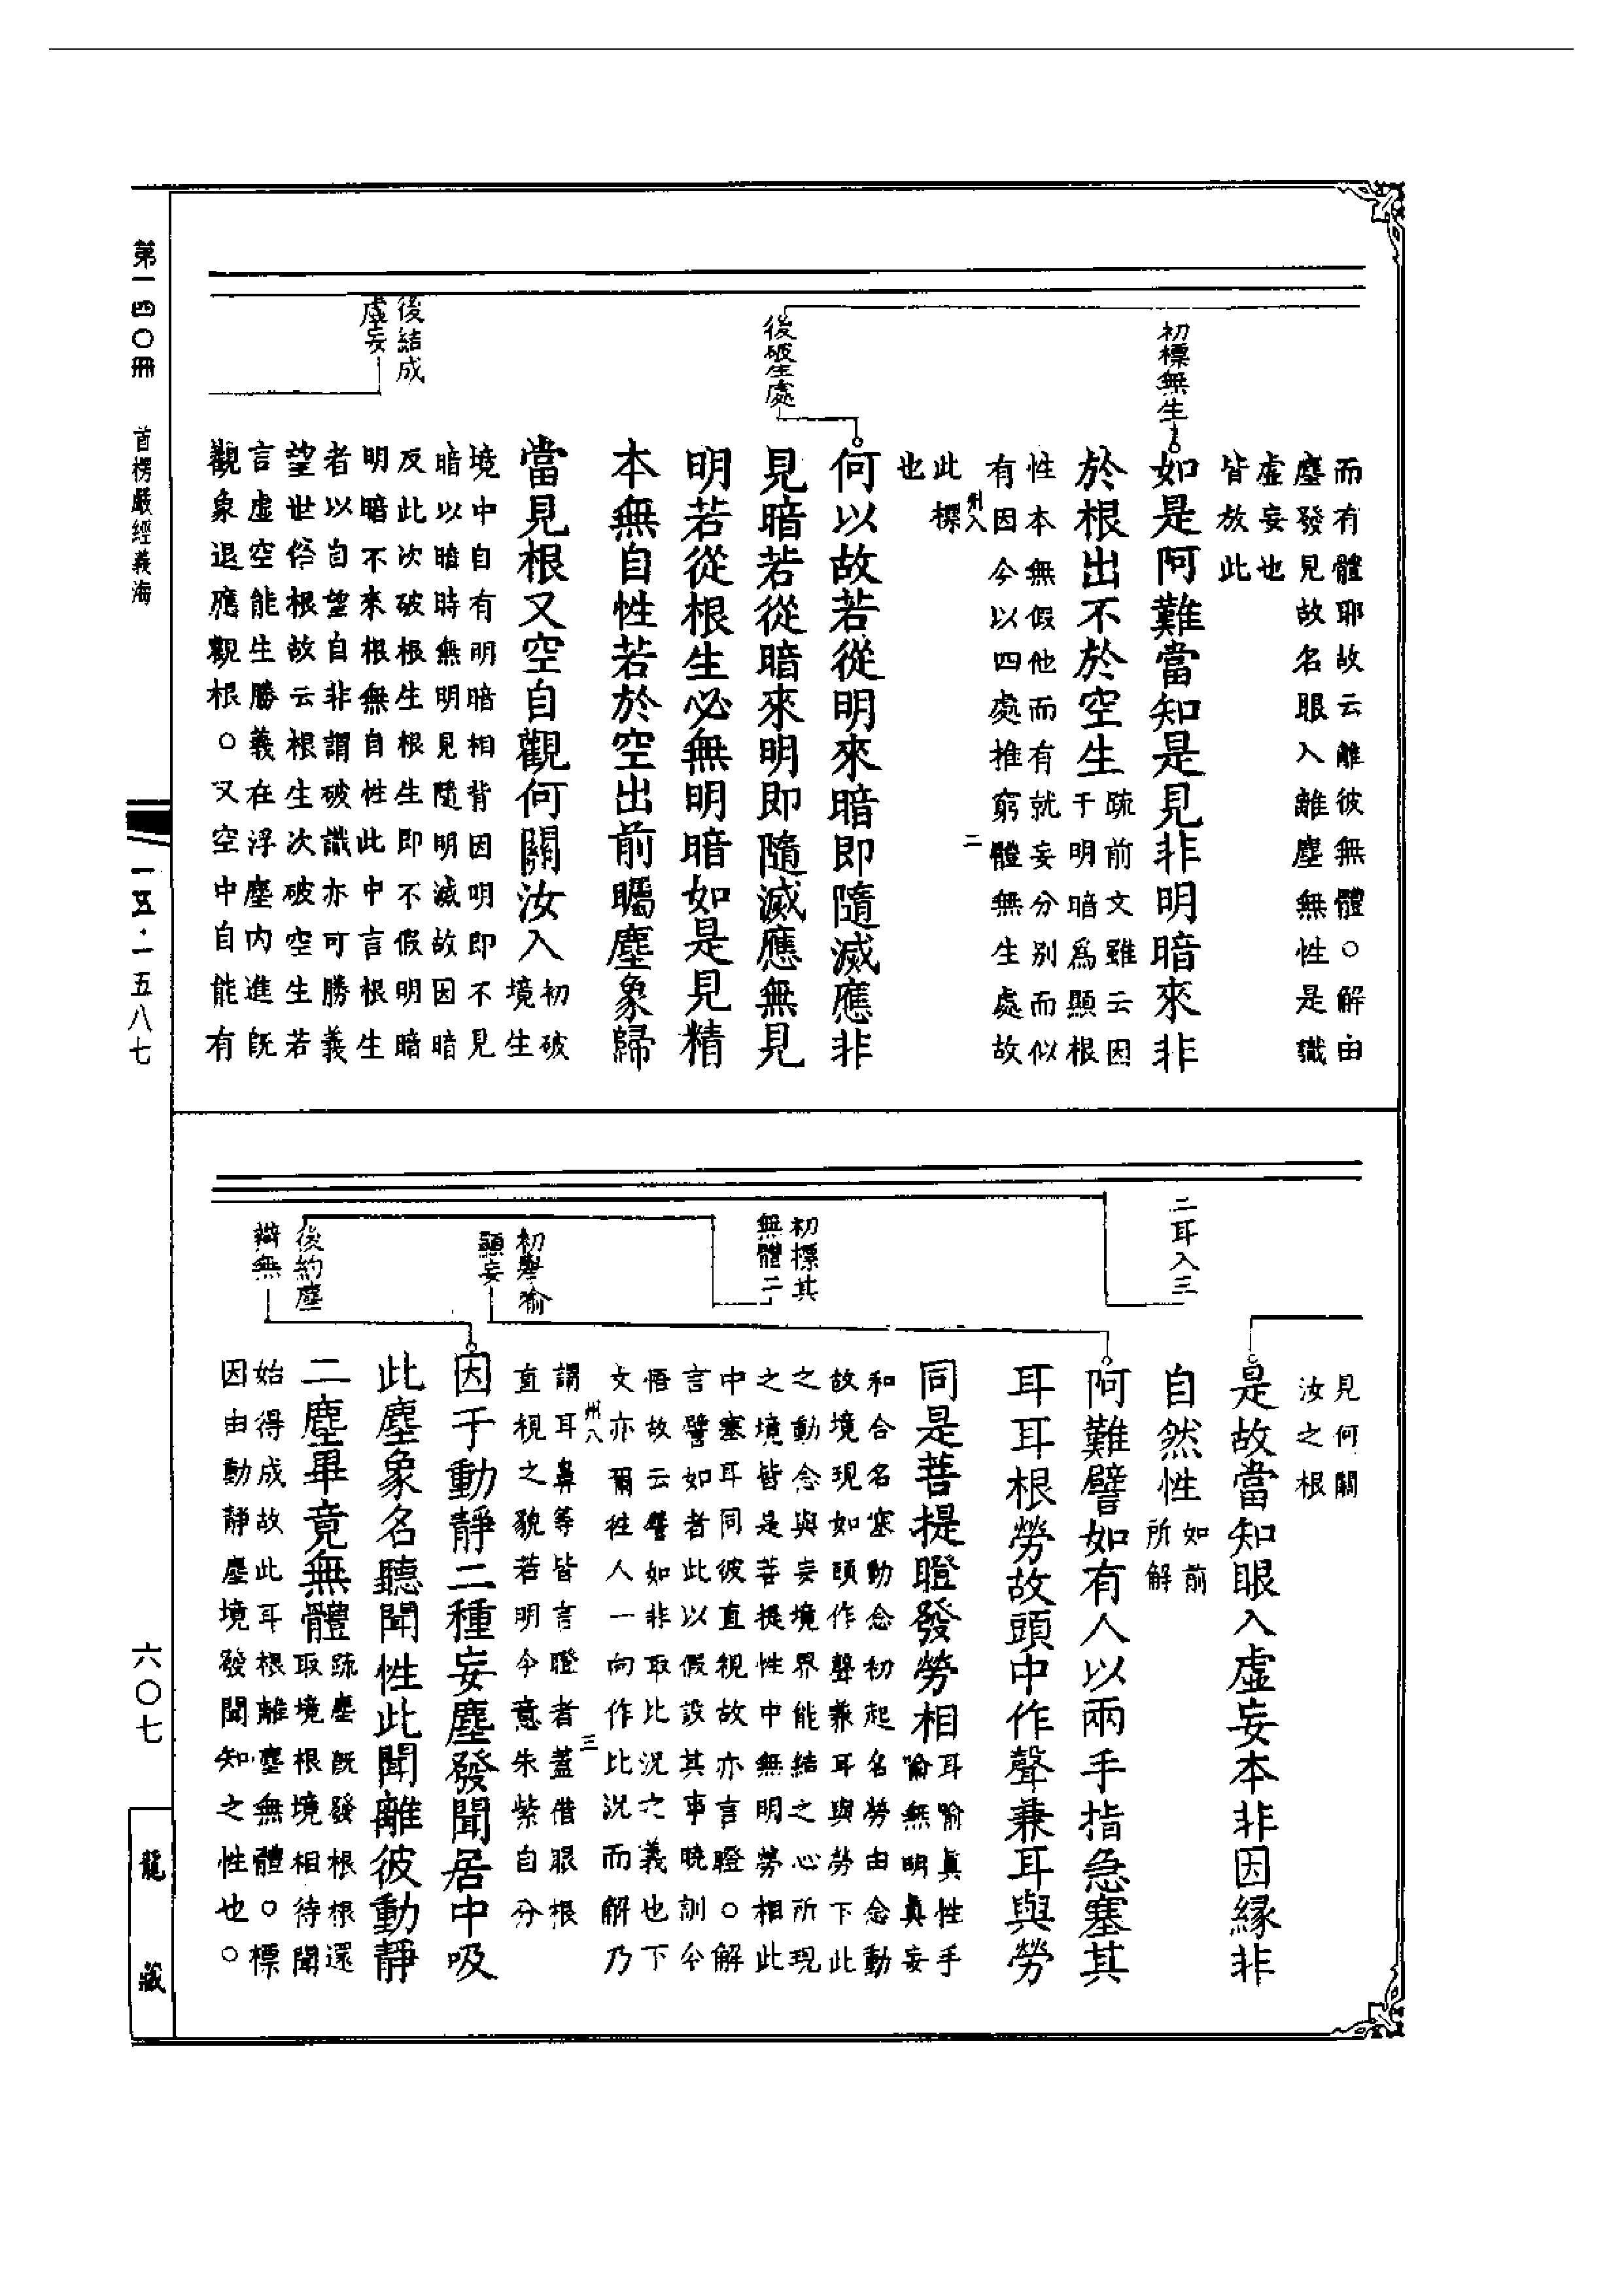 初標無生
後破生處
後結成
虛妄
而有體耶故云離彼無體○解由
塵發見故名眼入離塵無性是識
虛妄也
皆放此
如是阿難當知是見非明暗來非
於根出不於空生
疏前文雖云因
于明暗爲顯根
性本無假他而有就妄分別而似
有因今以四處推窮體無生處故
州八
二
此標
也
何以故若從明來暗即隨滅應非
見暗若從暗來明即隨滅應無見
明若從根生必無明暗如是見精
本無自性若於空出前矚塵象歸
當見根又空自觀何關汝入
初破
境生
境中自有明暗相背因明即不見
暗以暗時無明見隨明滅故因暗
反此次破根生根生即不假明暗
明暗不來根無自性此中言根生
者以自望自非謂破識亦可勝義
望世俗根故云根生次破空生若
言虛空能生勝義在浮塵內進旣
觀象退應觀根○又空中自能有
二耳入三
初標其
無體二
初舉喻
顯妄
後約塵
辯無
見何關
汝之根
是故當知眼入虛妄本非因緣非
自然性
如前
所解
阿難譬如有人以兩手指急塞其
耳耳根勞故頭中作聲兼耳與勞
同是菩提瞪發勞相
耳喻眞性手
喻無明眞妄
和合名塞動念初起名勞由念動
故境現如頭作聲兼耳與勞下此
之動念與妄境界能結之心所現
之境皆是菩提性中無明勞相此
中塞耳同彼直視故亦言瞪○解
言譬如者此以假設其事曉訓令
悟故云譬如非取比況之義也下
文亦爾徃人一向作比況而解乃
州八
三
謂耳鼻等皆言瞪者蓋借眼根
直視之貌若明今意朱紫自分
因于動靜二種妄塵發聞居中吸
此塵象名聽聞性此聞離彼動靜
二塵畢竟無體
疏塵旣發根根還
取境根境相待聞
始得成故此耳根離塵無體○標
因由動靜塵境發聞知之性也○
第一四〇冊
首楞嚴經義海
一五·一五八七
六〇七
龍藏